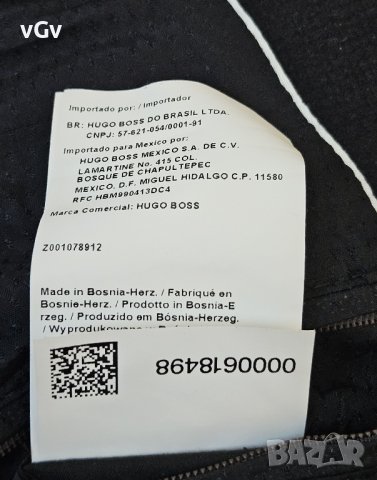 vGv
Importado por: / Importador
BR: HUGO BOSS DO BRASIL LTDA.
CNPJ: 57-621-054/0001-91
Importado para Mexico por:
HUGO BOSS MEXICO S.A. DE C.V.
LAMARTINE No. 415 COL.
BOSQUE DE CHAPULTEPEC
MEXICO, D.F. MIGUEL HIDALGO C.P. 11580
RFC HBM990413DC4
Marca Comercial: HUGO BOSS
Z001078912
Made in Bosnia-Herz. / Fabriqué en
Bosnie-Herz. / Prodotto in Bosnia-E
rzeg. / Produzido em Bósnia-Herzeg.
/ Wyprodukowano w
0000618498
BAZAR